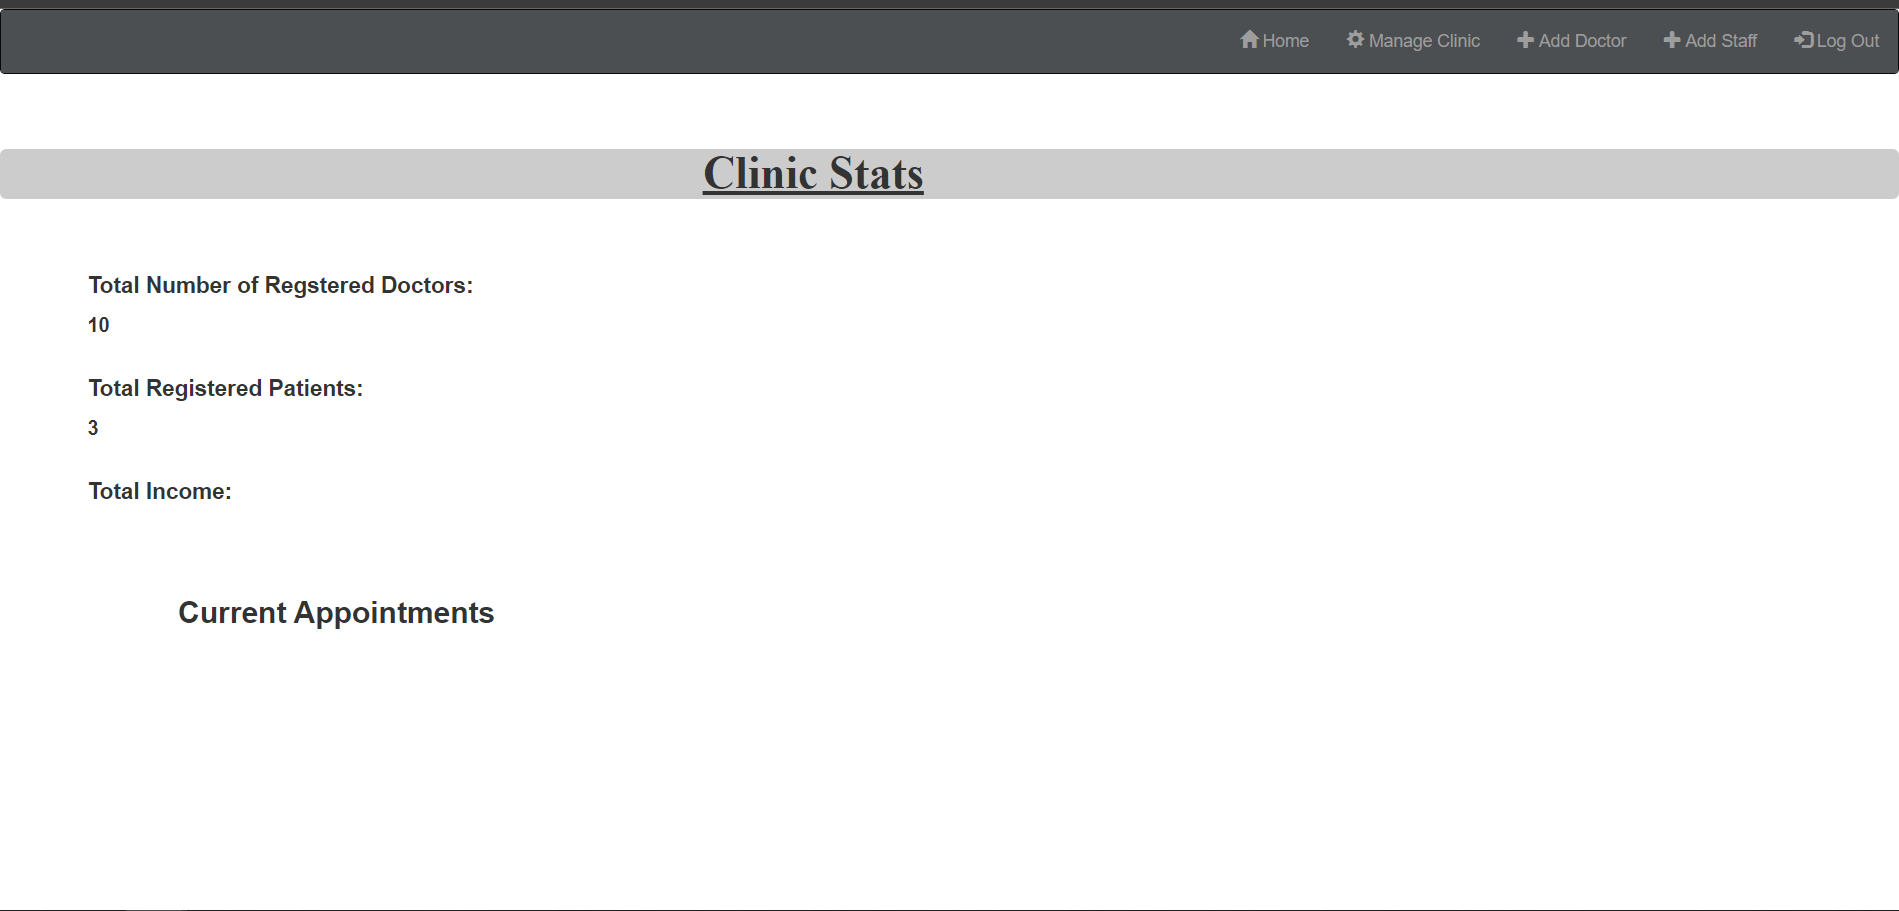 Home Manage Clinic Add Doctor Add Staff Log Out
Clinic Stats
Total Number of Regstered Doctors:
10
Total Registered Patients:
3
Total Income:
Current Appointments